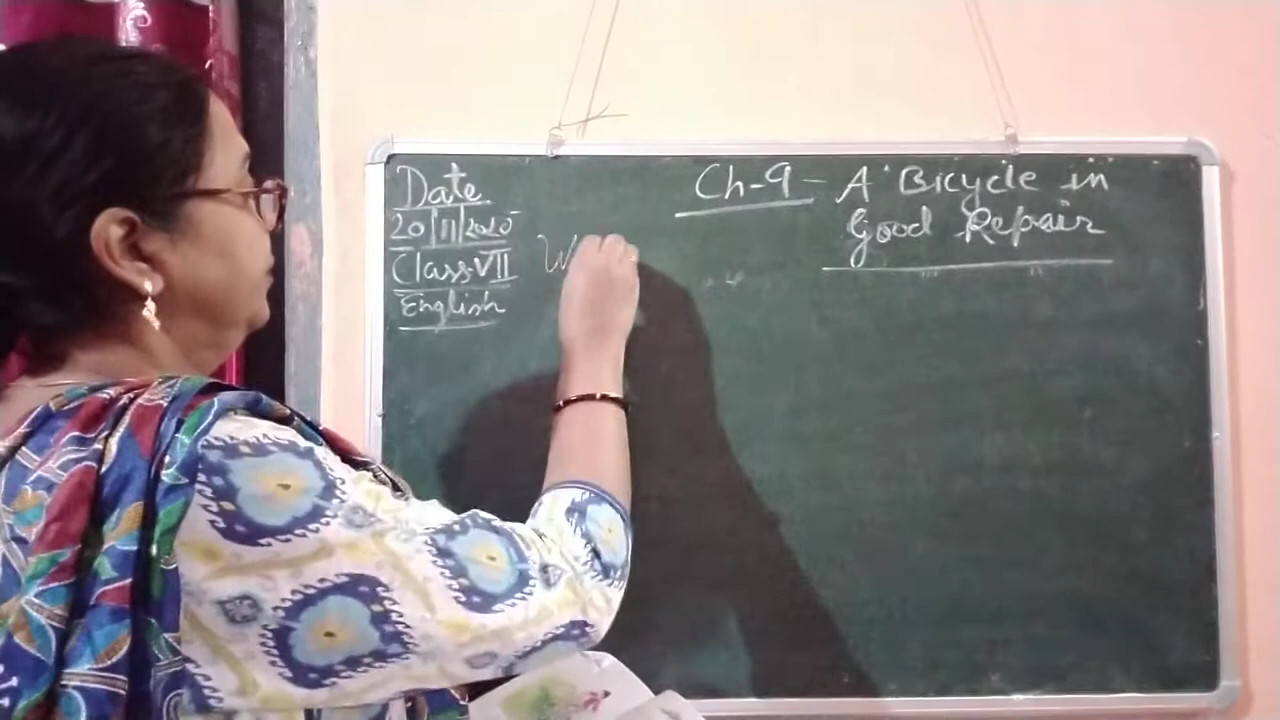 Date
20/11/2020
Class-VII
English
Ch-9 - A Bicycle in
Good Repair
W